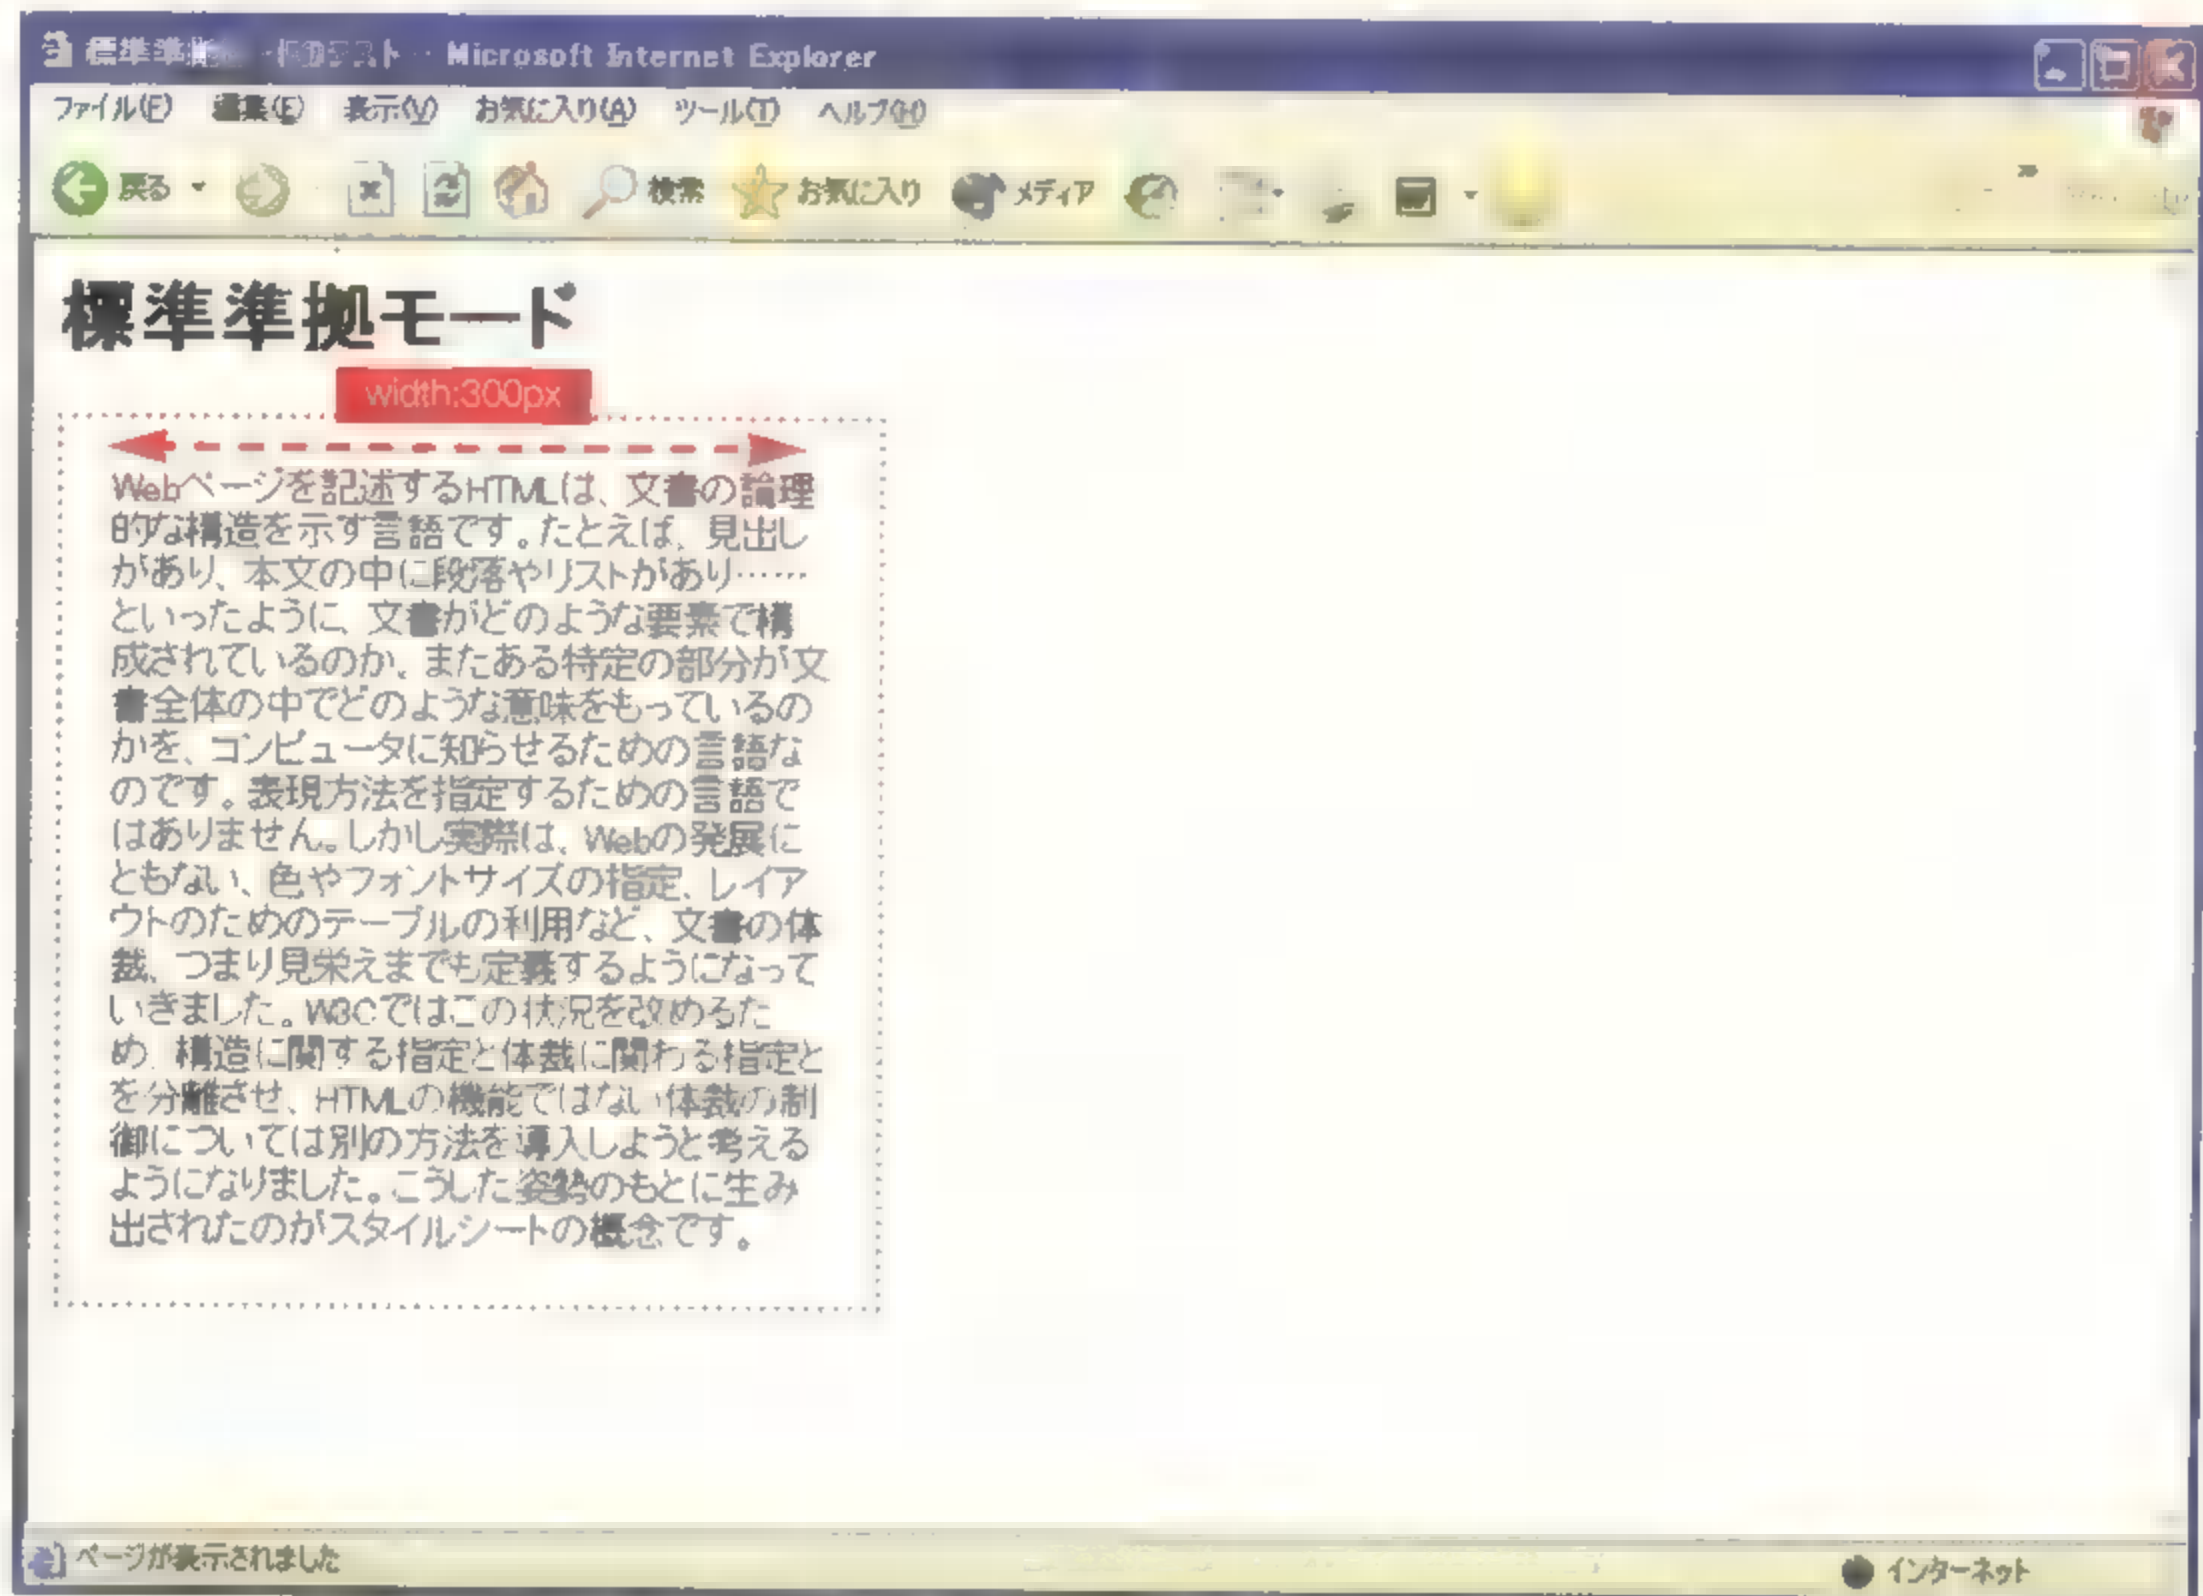 標準準 Microsoft Internet Explorer
ファイル(F) 編集(E) 表示(V) お気に入り(A) ツール(T) ヘルプ(H)
戻る 検索 お気に入り メディア
標準準拠モード
width:300px
Webページを記述するHTMLは、文書の論理
的な構造を示す言語です。たとえば、見出し
があり、本文の中に段落やリストがあり……
といったように、文書がどのような要素で構
成されているのか、またある特定の部分が文
書全体の中でどのような意味をもっているの
かを、コンピュータに知らせるための言語な
のです。表現方法を指定するための言語で
はありません。しかし実際は、Webの発展に
ともない、色やフォントサイズの指定、レイア
ウトのためのテーブルの利用など、文書の体
裁、つまり見栄えまでも定義するようになって
いきました。W3Cではこの状況を改めるた
め、構造に関する指定と体裁に関わる指定と
を分離させ、HTMLの機能ではない体裁の制
御については別の方法を導入しようと考える
ようになりました。こうした姿勢のもとに生み
出されたのがスタイルシートの概念です。
ページが表示されました
インターネット